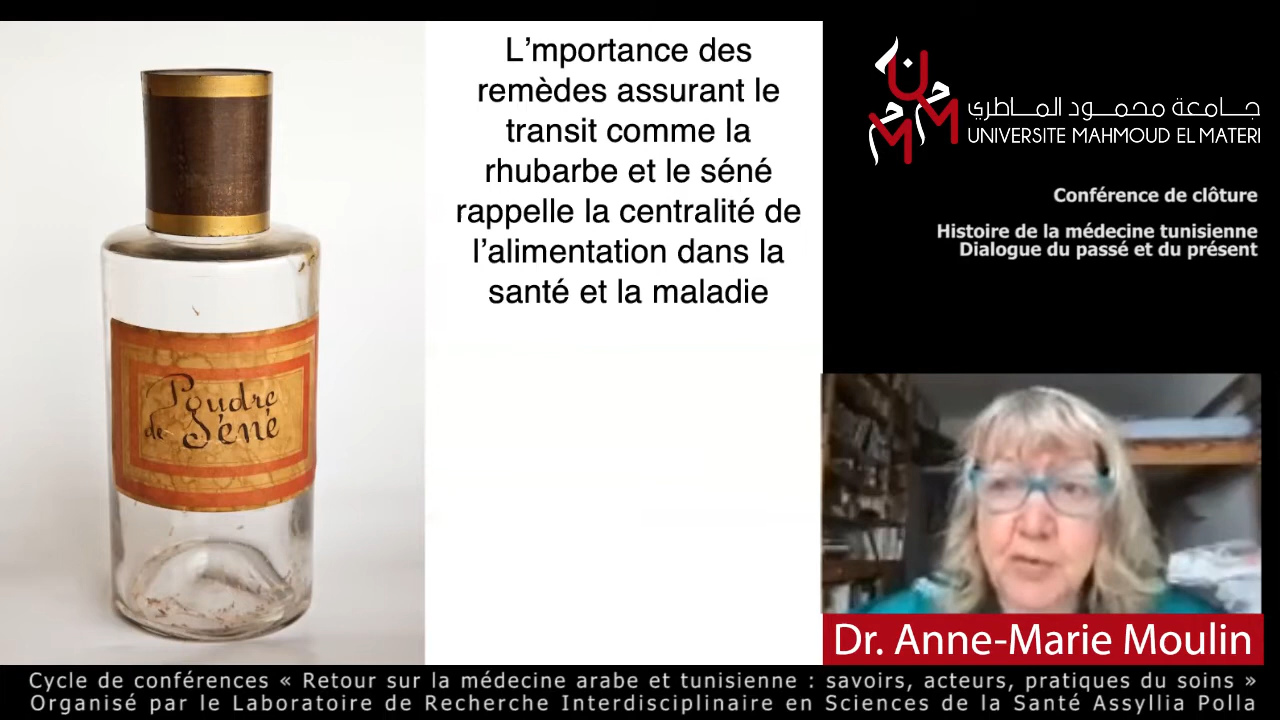 L’mportance des
remèdes assurant le
transit comme la
rhubarbe et le séné
rappelle la centralité de
l’alimentation dans la
santé et la maladie
Poudre
de Séné
جامعة محمود الماطري
UNIVERSITE MAHMOUD EL MATERI
Conférence de clôture
Histoire de la médecine tunisienne
Dialogue du passé et du présent
Dr. Anne-Marie Moulin
Cycle de conférences « Retour sur la médecine arabe et tunisienne : savoirs, acteurs, pratiques du soins »
Organisé par le Laboratoire de Recherche Interdisciplinaire en Sciences de la Santé Assyllia Polla